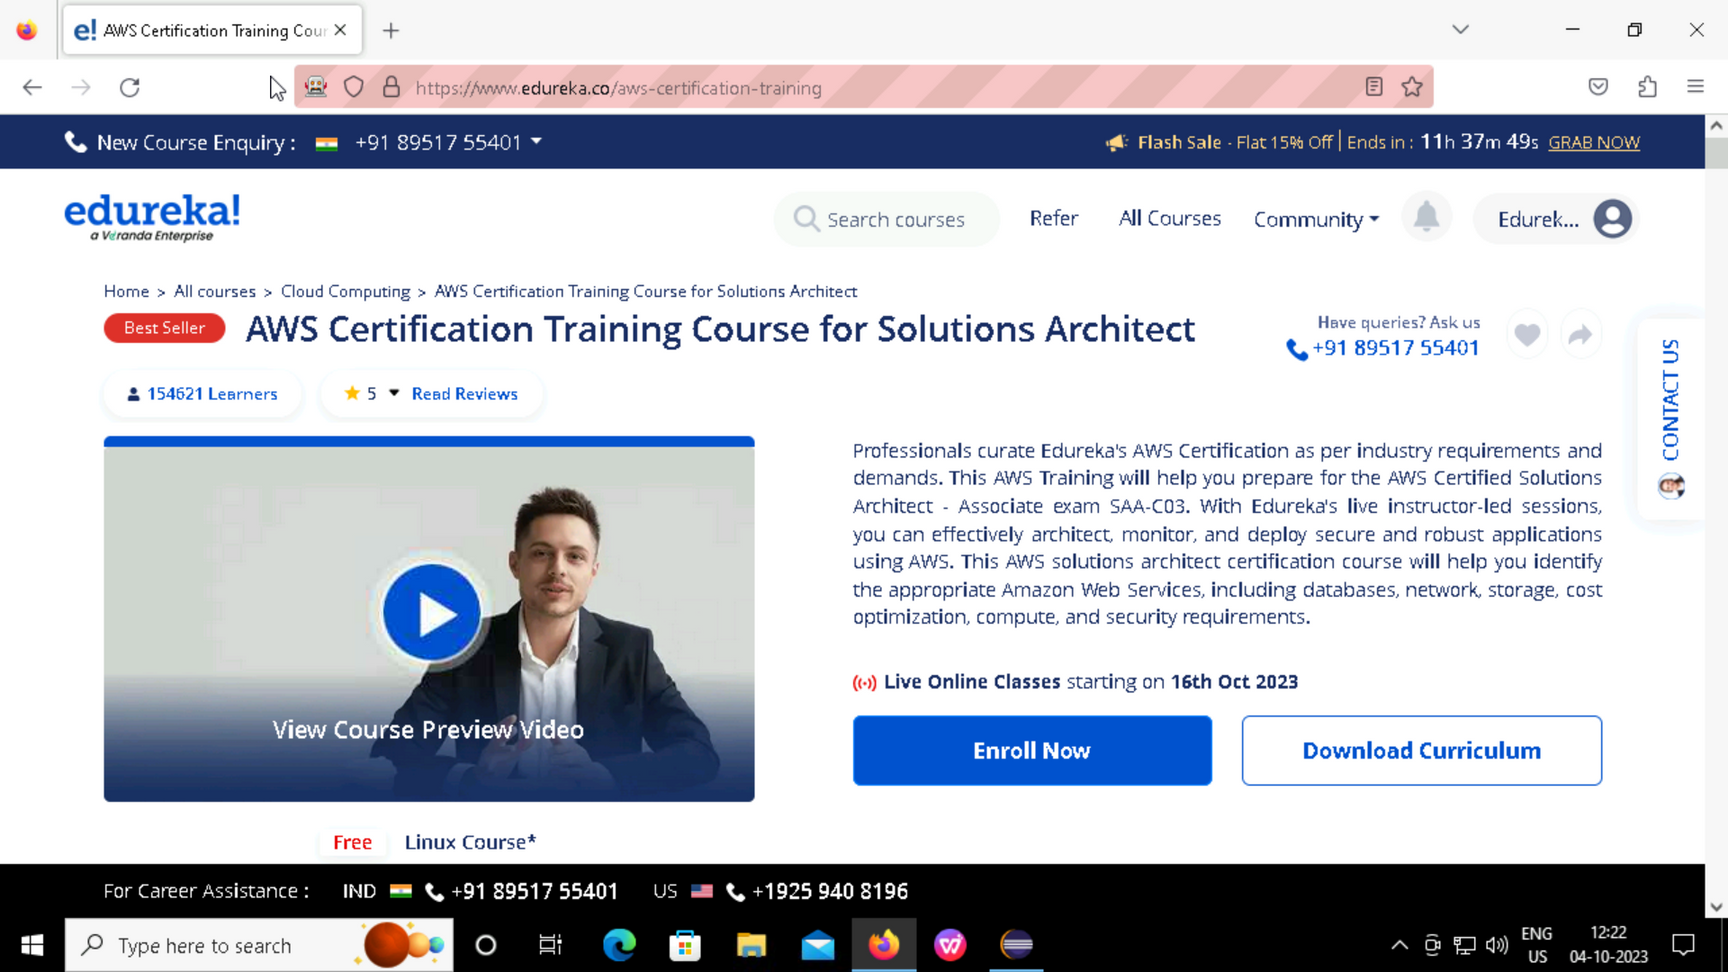 e! AWS Certification Training Cour
https://www.edureka.co/aws-certification-training
New Course Enquiry : +91 89517 55401
Flash Sale - Flat 15% Off | Ends in : 11h 37m 49s GRAB NOW
edureka!
a Veranda Enterprise
Search courses
Refer
All Courses
Community
Edurek...
Home > All courses > Cloud Computing > AWS Certification Training Course for Solutions Architect
Best Seller
AWS Certification Training Course for Solutions Architect
Have queries? Ask us
+91 89517 55401
CONTACT US
154621 Learners
5
Read Reviews
Professionals curate Edureka's AWS Certification as per industry requirements and
demands. This AWS Training will help you prepare for the AWS Certified Solutions
Architect - Associate exam SAA-C03. With Edureka's live instructor-led sessions,
you can effectively architect, monitor, and deploy secure and robust applications
using AWS. This AWS solutions architect certification course will help you identify
the appropriate Amazon Web Services, including databases, network, storage, cost
optimization, compute, and security requirements.
View Course Preview Video
Live Online Classes starting on 16th Oct 2023
Enroll Now
Download Curriculum
Free Linux Course*
For Career Assistance : IND +91 89517 55401 US +1925 940 8196
Type here to search
ENG
US
12:22
04-10-2023